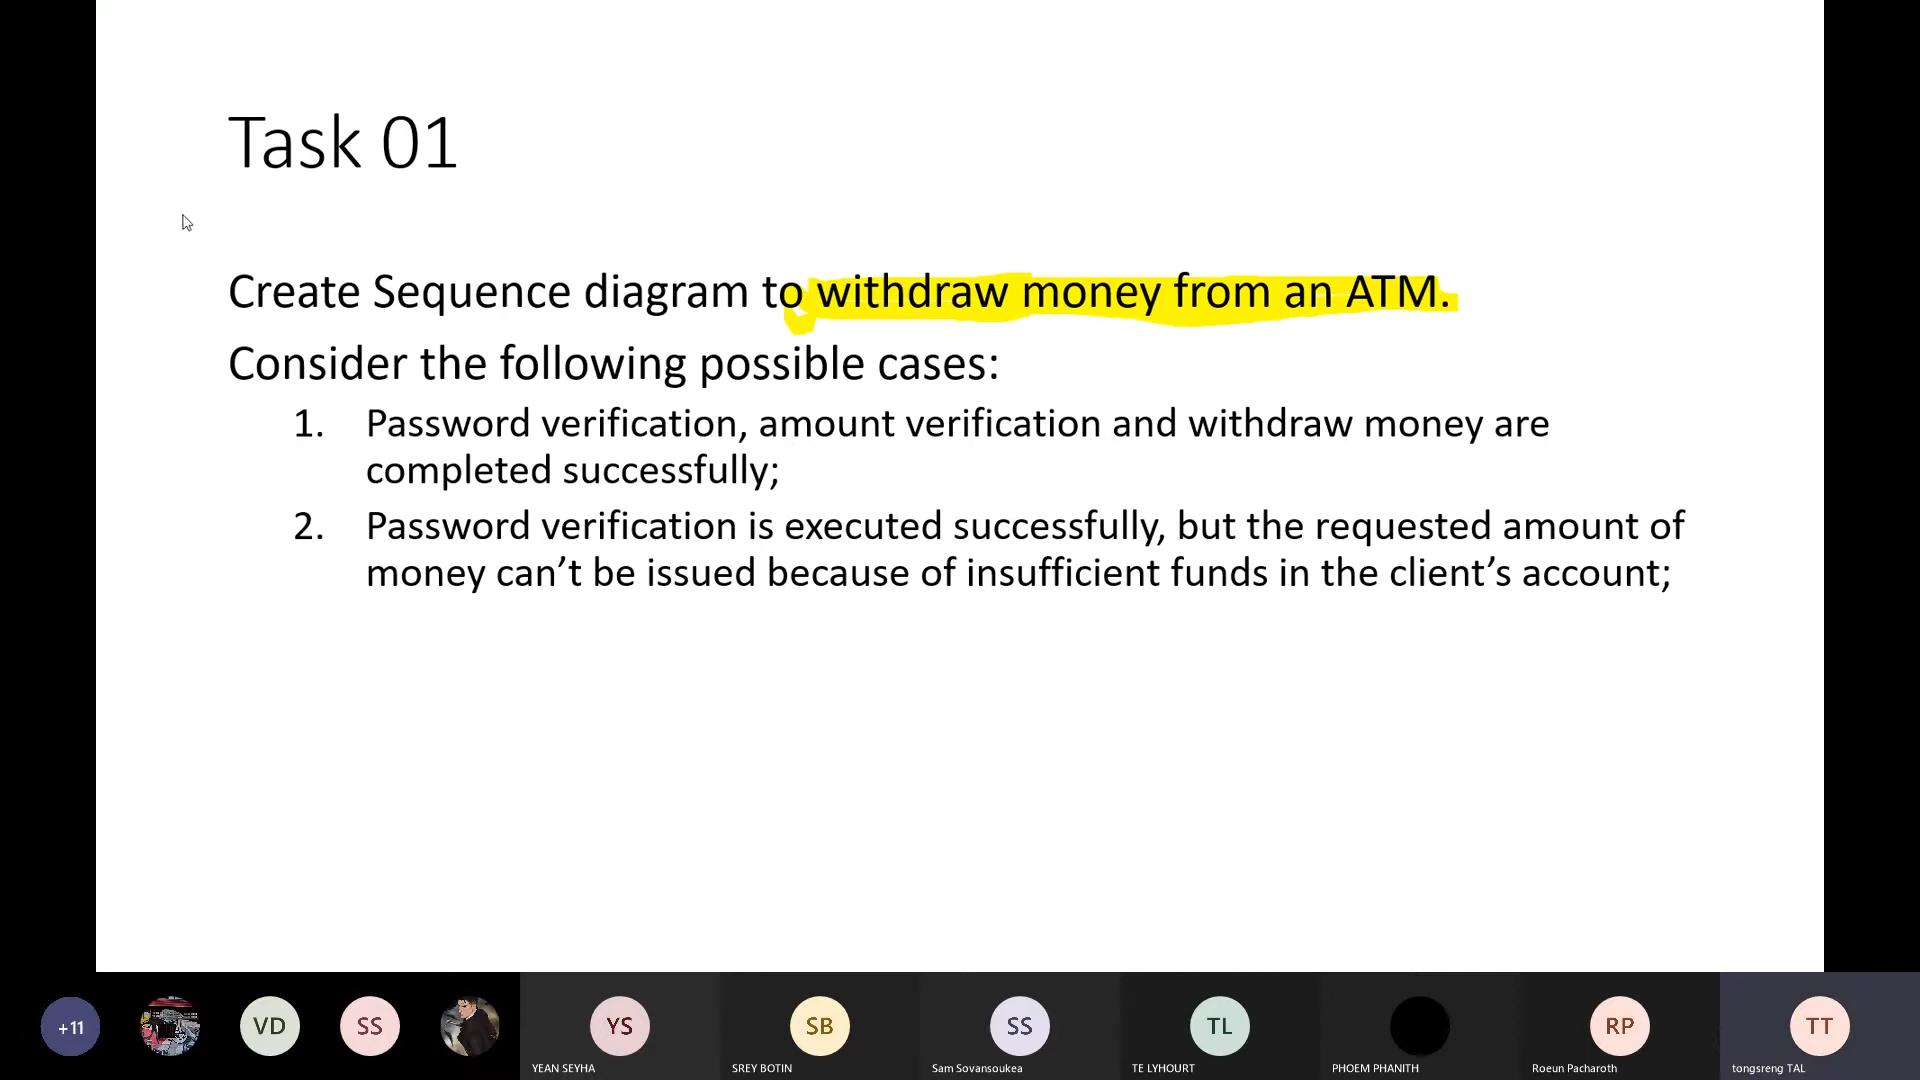 Task 01
Create Sequence diagram to withdraw money from an ATM.
Consider the following possible cases:
1. Password verification, amount verification and withdraw money are
completed successfully;
2. Password verification is executed successfully, but the requested amount of
money can’t be issued because of insufficient funds in the client’s account;
+11
VD
SS
YS
SB
SS
TL
RP
TT
YEAN SEYHA
SREY BOTIN
Sam Sovansoukea
TE LYHOURT
PHOEM PHANITH
Roeun Pacharoth
tongsreng TAL